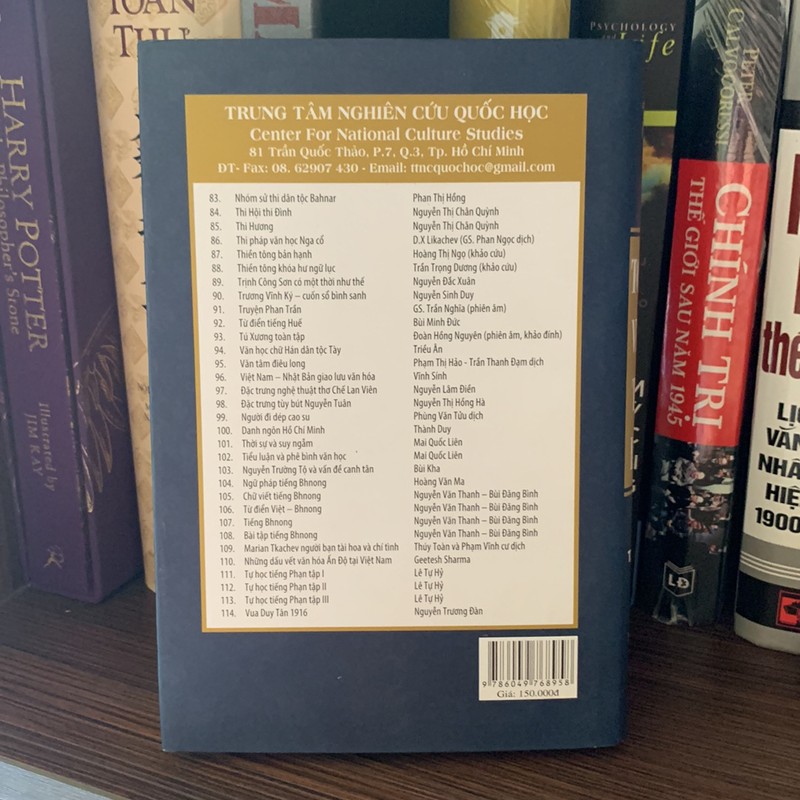 TRUNG TÂM NGHIÊN CỨU QUỐC HỌC
Center For National Culture Studies
81 Trần Quốc Thảo, P.7, Q.3, Tp. Hồ Chí Minh
ĐT- Fax: 08. 62907 430 - Email: ttncquochoc@gmail.com
83. Nhóm sử thi dân tộc Bahnar Phan Thị Hồng
84. Thi Hội thi Đình Nguyễn Thị Chân Quỳnh
85. Thi Hương Nguyễn Thị Chân Quỳnh
86. Thi pháp văn học Nga cổ D.X Likachev (GS. Phan Ngọc dịch)
87. Thiền tông bản hạnh Hoàng Thị Ngọ (khảo cứu)
88. Thiền tông khóa hư ngữ lục Trần Trọng Dương (khảo cứu)
89. Trịnh Công Sơn có một thời như thế Nguyễn Đắc Xuân
90. Trương Vĩnh Ký – cuốn sổ bình sanh Nguyễn Sinh Duy
91. Truyện Phan Trần GS. Trần Nghĩa (phiên âm)
92. Từ điển tiếng Huế Bùi Minh Đức
93. Tú Xương toàn tập Đoàn Hồng Nguyên (phiên âm, khảo đính)
94. Văn học chữ Hán dân tộc Tày Triều Ân
95. Văn tâm điêu long Phạm Thị Hảo - Trần Thanh Đạm dịch
96. Việt Nam – Nhật Bản giao lưu văn hóa Vĩnh Sính
97. Đặc trưng nghệ thuật thơ Chế Lan Viên Nguyễn Lâm Điền
98. Đặc trưng tùy bút Nguyễn Tuân Nguyễn Thị Hồng Hà
99. Người đi dép cao su Phùng Văn Tửu dịch
100. Danh ngôn Hồ Chí Minh Thành Duy
101. Thời sự và suy ngẫm Mai Quốc Liên
102. Tiểu luận và phê bình văn học Mai Quốc Liên
103. Nguyễn Trường Tộ và vấn đề canh tân Bùi Kha
104. Ngữ pháp tiếng Bhnong Hoàng Văn Ma
105. Chữ viết tiếng Bhnong Nguyễn Văn Thanh – Bùi Đăng Bình
106. Từ điển Việt – Bhnong Nguyễn Văn Thanh – Bùi Đăng Bình
107. Tiếng Bhnong Nguyễn Văn Thanh – Bùi Đăng Bình
108. Bài tập tiếng Bhnong Nguyễn Văn Thanh – Bùi Đăng Bình
109. Marian Tkachev người bạn tài hoa và chí tình Thúy Toàn và Phạm Vĩnh cư dịch
110. Những dấu vết văn hóa Ấn Độ tại Việt Nam Geetesh Sharma
111. Tự học tiếng Phạn tập I Lê Tự Hỷ
112. Tự học tiếng Phạn tập II Lê Tự Hỷ
113. Tự học tiếng Phạn tập III Lê Tự Hỷ
114. Vua Duy Tân 1916 Nguyễn Trương Đàn
9 786049 768958
Giá: 150.000đ
HARRY POTTER
Philosopher's Stone
Illustrated by
JIM KAY
TOÀN
THƯ
PSYCHOLOGY
Life
PETER
CALVOCORESSI
CHÍNH TRỊ
THẾ GIỚI SAU NĂM 1945
LĐ
the
VĂN
HIỆ
1900